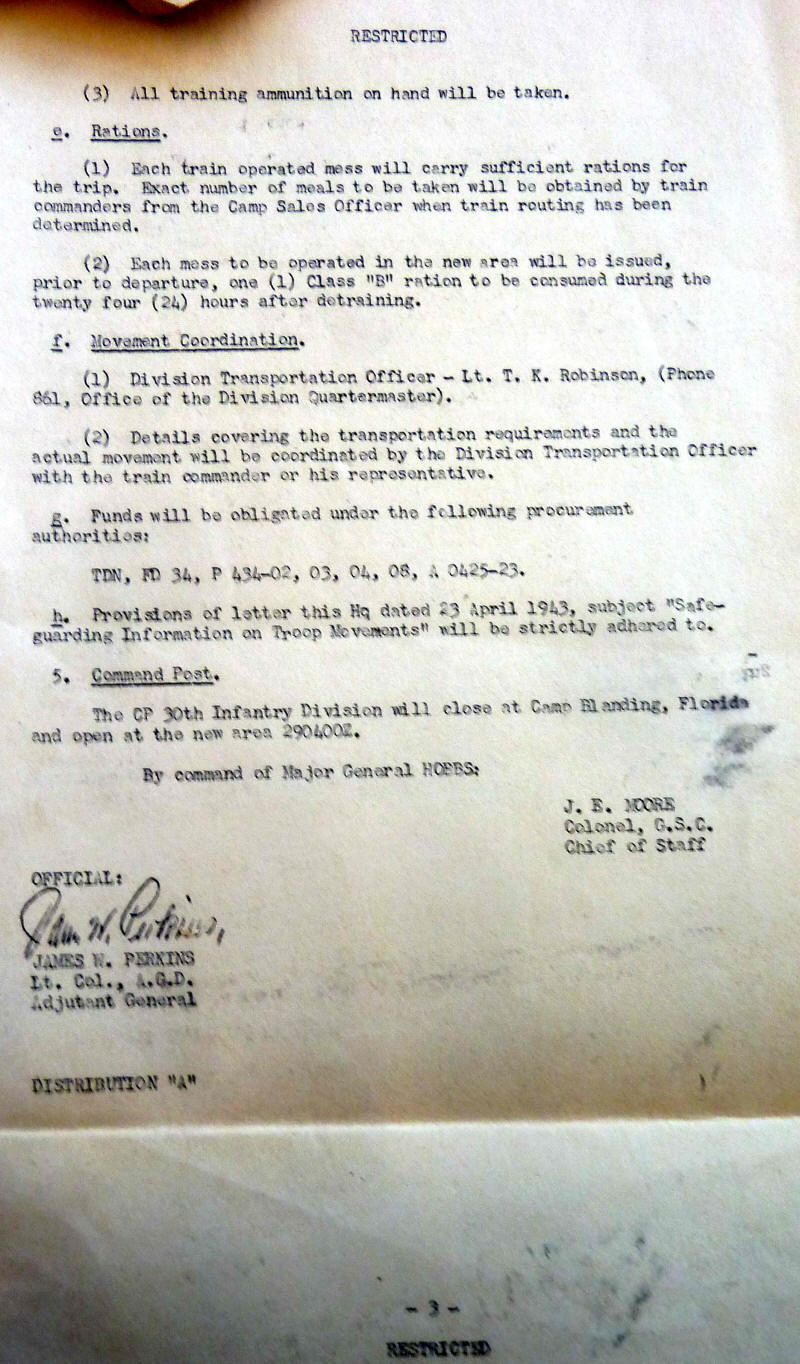 RESTRICTED
(3) All training ammunition on hand will be taken.
e. Rations.
(1) Each train operated mess will carry sufficient rations for
the trip. Exact number of meals to be taken will be obtained by train
commanders from the Camp Sales Officer when train routing has been
determined.
(2) Each mess to be operated in the new area will be issued,
prior to departure, one (1) Class "B" ration to be consumed during the
twenty four (24) hours after detraining.
f. Movement Coordination.
(1) Division Transportation Officer - Lt. T. K. Robinson, (Phone
861, Office of the Division Quartermaster).
(2) Details covering the transportation requirements and the
actual movement will be coordinated by the Division Transportation Officer
with the train commander or his representative.
g. Funds will be obligated under the following procurement
authorities:
TDN, FD 34, P 434-02, 03, 04, 08, A 0425-23.
h. Provisions of letter this Hq dated 23 April 1943, subject "Safe-
guarding Information on Troop Movements" will be strictly adhered to.
5. Command Post.
The CP 30th Infantry Division will close at Camp Blanding, Florida
and open at the new area 290400Z.
By command of Major General HOBBS:
J. E. MOORE
Colonel, G.S.C.
Chief of Staff
OFFICIAL:
James W. Perkins,
JAMES W. PERKINS
Lt. Col., A.G.D.
Adjutant General
DISTRIBUTION "A"
- 3 -
RESTRICTED